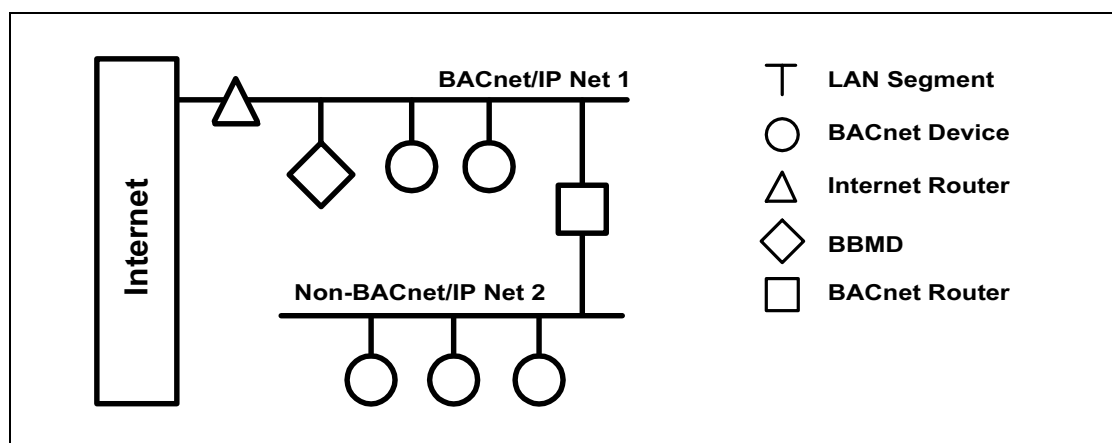 Internet
BACnet/IP Net 1
Non-BACnet/IP Net 2
LAN Segment
BACnet Device
Internet Router
BBMD
BACnet Router